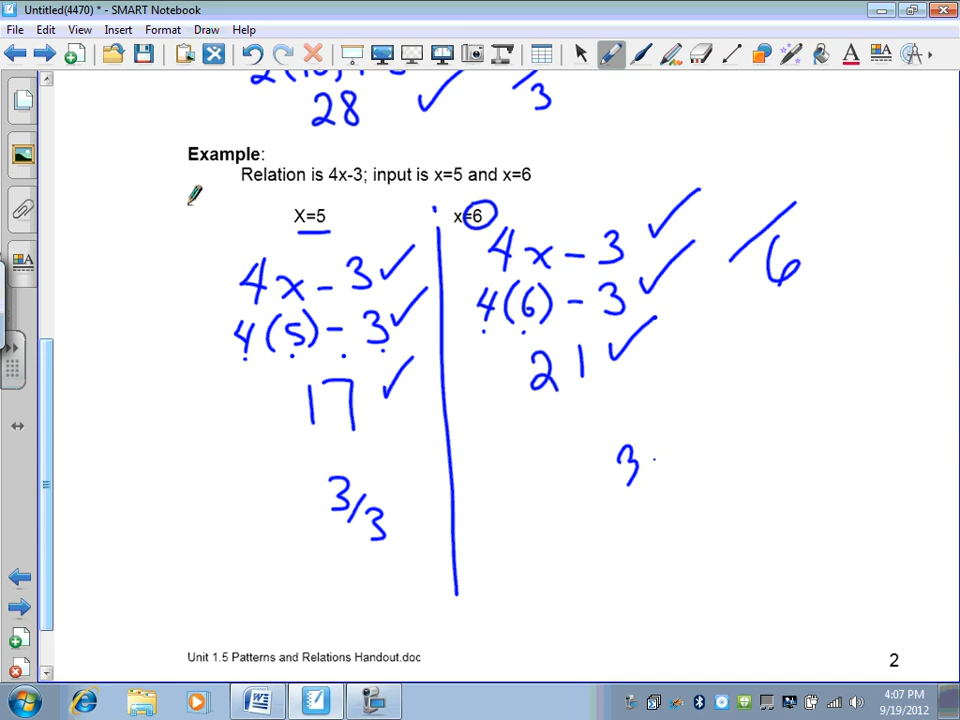 Untitled(4470) * - SMART Notebook
File Edit View Insert Format Draw Help
28 ✓ /3
Example:
Relation is 4x-3; input is x=5 and x=6
X=5
4x - 3 ✓
4(5) - 3 ✓
17 ✓
3/3
x=6
4x - 3 ✓
4(6) - 3 ✓
21 ✓
/6
3
Unit 1.5 Patterns and Relations Handout.doc
2
4:07 PM
9/19/2012